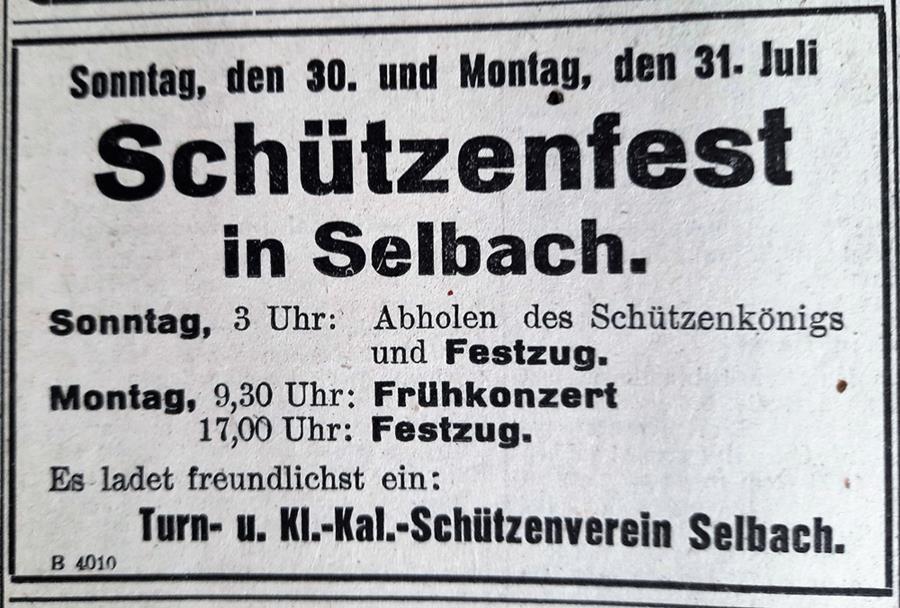 Sonntag, den 30. und Montag, den 31. Juli
Schützenfest
in Selbach.
Sonntag, 3 Uhr: Abholen des Schützenkönigs
und Festzug.
Montag, 9,30 Uhr: Frühkonzert
17,00 Uhr: Festzug.
Es ladet freundlichst ein:
Turn- u. Kl.-Kal.-Schützenverein Selbach.
B 4010